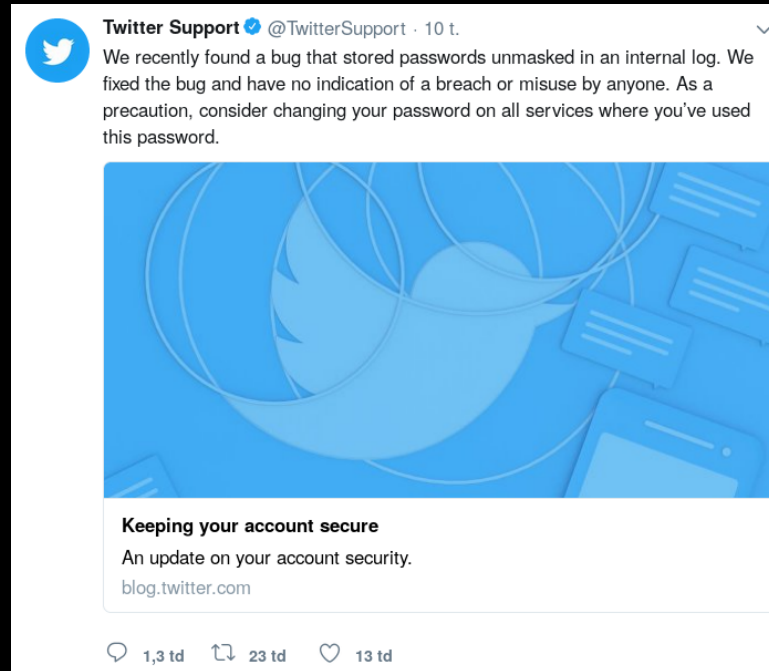 Twitter Support @TwitterSupport · 10 t.
We recently found a bug that stored passwords unmasked in an internal log. We
fixed the bug and have no indication of a breach or misuse by anyone. As a
precaution, consider changing your password on all services where you’ve used
this password.
Keeping your account secure
An update on your account security.
blog.twitter.com
1,3 td 23 td 13 td